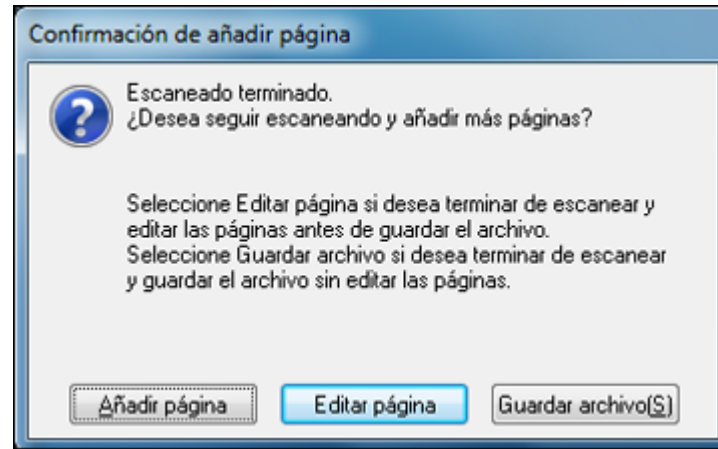 Confirmación de añadir página
Escaneado terminado.
¿Desea seguir escaneando y añadir más páginas?
Seleccione Editar página si desea terminar de escanear y
editar las páginas antes de guardar el archivo.
Seleccione Guardar archivo si desea terminar de escanear
y guardar el archivo sin editar las páginas.
Añadir página Editar página Guardar archivo(S)